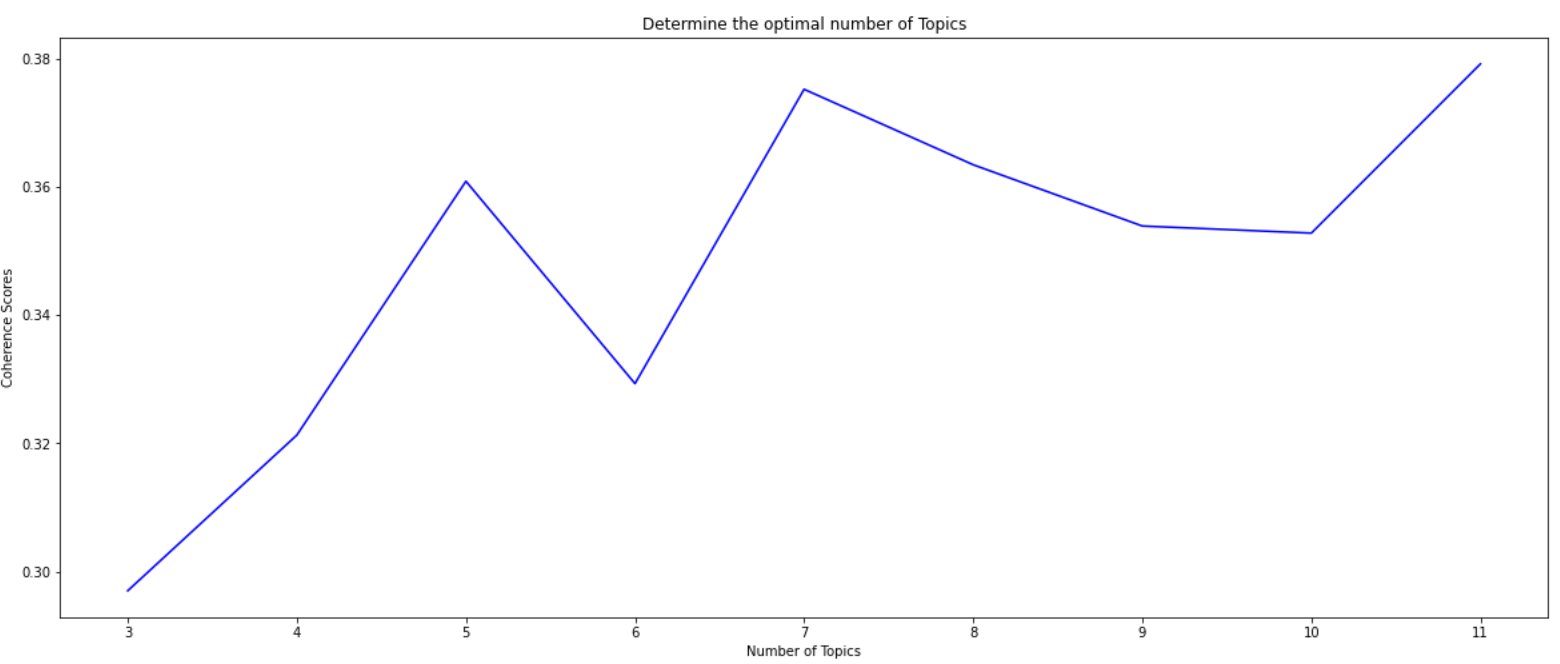 Determine the optimal number of Topics
0.38
0.36
0.34
0.32
0.30
Coherence Scores
3 4 5 6 7 8 9 10 11
Number of Topics